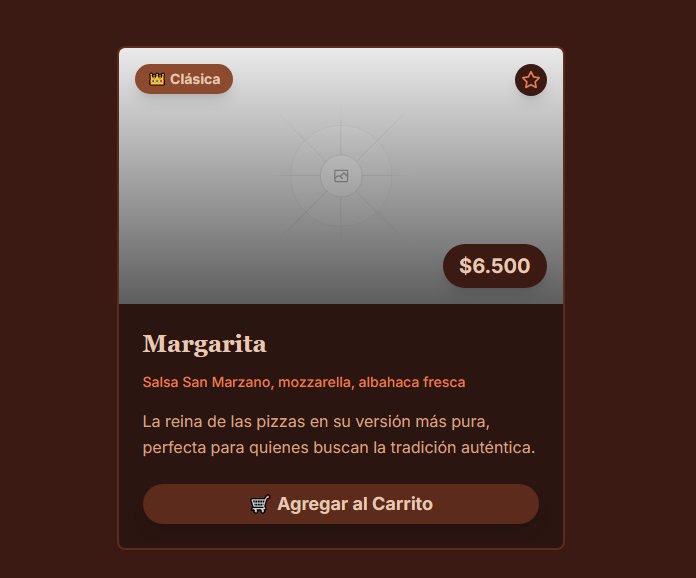 👑 Clásica
$6.500
Margarita
Salsa San Marzano, mozzarella, albahaca fresca
La reina de las pizzas en su versión más pura,
perfecta para quienes buscan la tradición auténtica.
🛒 Agregar al Carrito